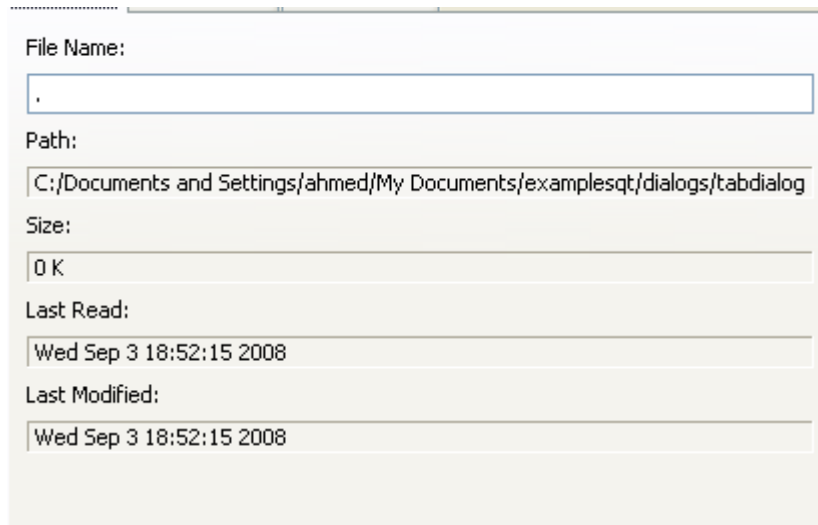 File Name:
.
Path:
C:/Documents and Settings/ahmed/My Documents/examplesqt/dialogs/tabdialog
Size:
0 K
Last Read:
Wed Sep 3 18:52:15 2008
Last Modified:
Wed Sep 3 18:52:15 2008